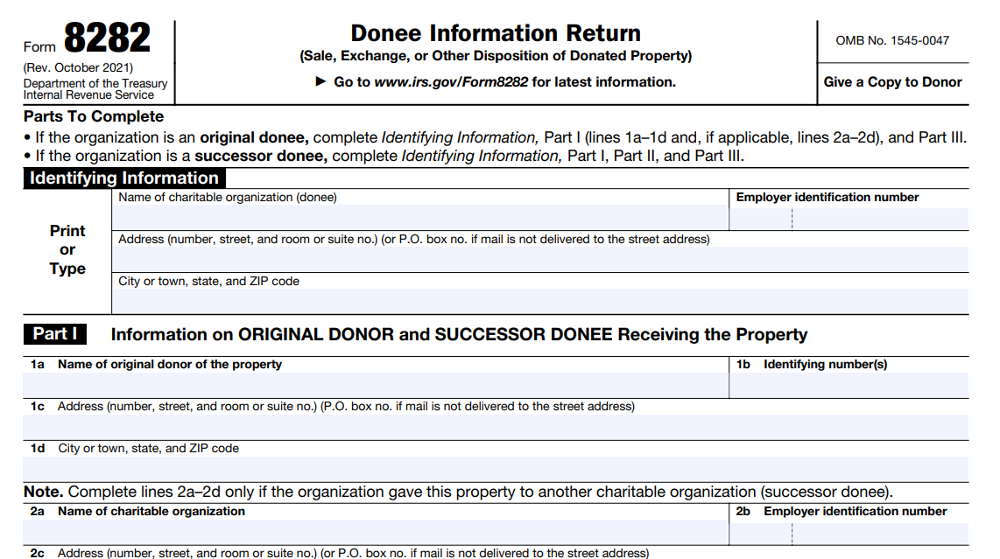 Form 8282
(Rev. October 2021)
Department of the Treasury
Internal Revenue Service
Donee Information Return
(Sale, Exchange, or Other Disposition of Donated Property)
► Go to www.irs.gov/Form8282 for latest information.
OMB No. 1545-0047
Give a Copy to Donor
Parts To Complete
• If the organization is an original donee, complete Identifying Information, Part I (lines 1a–1d and, if applicable, lines 2a–2d), and Part III.
• If the organization is a successor donee, complete Identifying Information, Part I, Part II, and Part III.
Identifying Information
Print
or
Type
Name of charitable organization (donee)
Employer identification number
Address (number, street, and room or suite no.) (or P.O. box no. if mail is not delivered to the street address)
City or town, state, and ZIP code
Part I Information on ORIGINAL DONOR and SUCCESSOR DONEE Receiving the Property
1a Name of original donor of the property
1b Identifying number(s)
1c Address (number, street, and room or suite no.) (P.O. box no. if mail is not delivered to the street address)
1d City or town, state, and ZIP code
Note. Complete lines 2a–2d only if the organization gave this property to another charitable organization (successor donee).
2a Name of charitable organization
2b Employer identification number
2c Address (number, street, and room or suite no.) (or P.O. box no. if mail is not delivered to the street address)